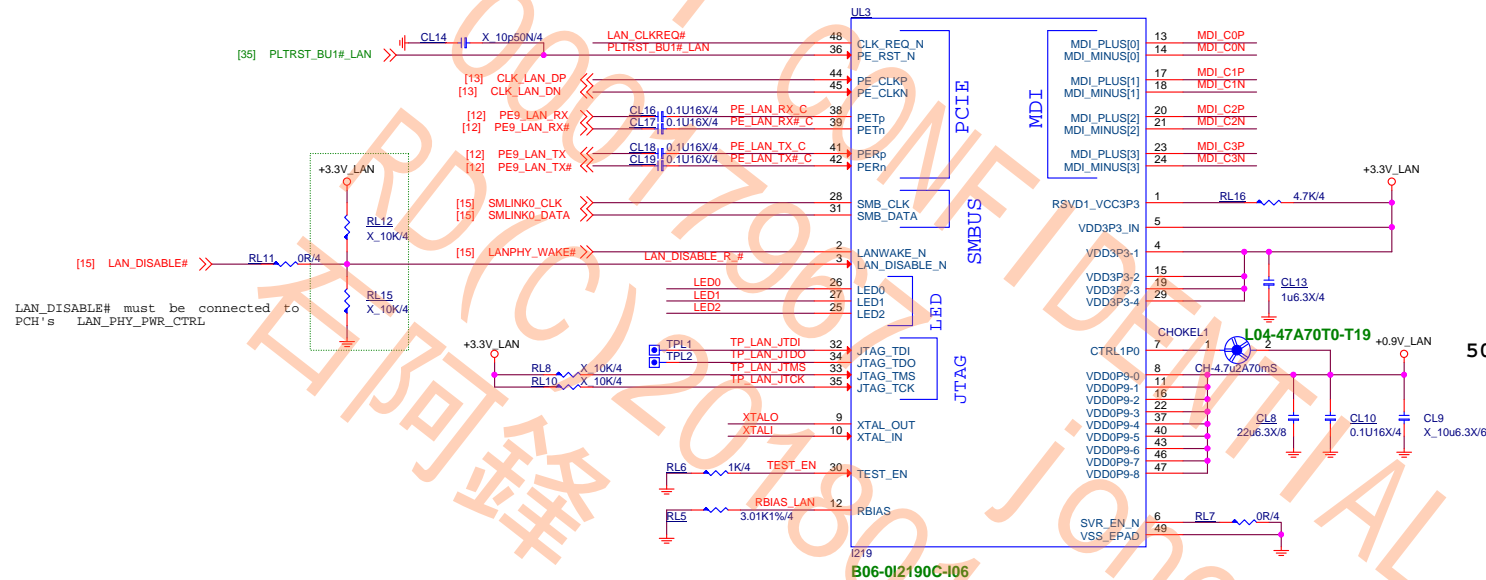 UL3
CL14 X_10p50N/4 LAN_CLKREQ# 48 CLK_REQ_N
[35] PLTRST_BU1#_LAN PLTRST_BU1#_LAN 36 PE_RST_N
[13] CLK_LAN_DP 44 PE_CLKP
[13] CLK_LAN_DN 45 PE_CLKN
[12] PE9_LAN_RX CL16 0.1U16X/4 PE_LAN_RX_C 38 PETp
[12] PE9_LAN_RX# CL17 0.1U16X/4 PE_LAN_RX#_C 39 PETn
[12] PE9_LAN_TX CL18 0.1U16X/4 PE_LAN_TX_C 41 PERp
[12] PE9_LAN_TX# CL19 0.1U16X/4 PE_LAN_TX#_C 42 PERn
PCIE
[15] SMLINK0_CLK 28 SMB_CLK
[15] SMLINK0_DATA 31 SMB_DATA
SMBUS
[15] LANPHY_WAKE# 2 LANWAKE_N
+3.3V_LAN
RL12
X_10K/4
[15] LAN_DISABLE# RL11 0R/4 LAN_DISABLE_R_# 3 LAN_DISABLE_N
RL15
X_10K/4
LAN_DISABLE# must be connected to
PCH's LAN_PHY_PWR_CTRL
LED0 26 LED0
LED1 27 LED1
LED2 25 LED2
LED
+3.3V_LAN
TPL1 TP_LAN_JTDI 32 JTAG_TDI
TPL2 TP_LAN_JTDO 34 JTAG_TDO
RL8 X_10K/4 TP_LAN_JTMS 33 JTAG_TMS
RL10 X_10K/4 TP_LAN_JTCK 35 JTAG_TCK
JTAG
XTALO 9 XTAL_OUT
XTALI 10 XTAL_IN
RL6 1K/4 TEST_EN 30 TEST_EN
RL5 3.01K1%/4 RBIAS_LAN 12 RBIAS
MDI
MDI_PLUS[0] 13 MDI_C0P
MDI_MINUS[0] 14 MDI_C0N
MDI_PLUS[1] 17 MDI_C1P
MDI_MINUS[1] 18 MDI_C1N
MDI_PLUS[2] 20 MDI_C2P
MDI_MINUS[2] 21 MDI_C2N
MDI_PLUS[3] 23 MDI_C3P
MDI_MINUS[3] 24 MDI_C3N
+3.3V_LAN
RSVD1_VCC3P3 1 RL16 4.7K/4
VDD3P3_IN 5
VDD3P3-1 4
VDD3P3-2 15
VDD3P3-3 19
VDD3P3-4 29
CL13
1u6.3X/4
CHOKEL1 L04-47A70T0-T19
CTRL1P0 7 1 2 +0.9V_LAN
CH-4.7u2A70mS
50
VDD0P9-0 8
VDD0P9-1 11
VDD0P9-2 16
VDD0P9-3 22
VDD0P9-4 37
VDD0P9-5 40
VDD0P9-6 43
VDD0P9-7 46
VDD0P9-8 47
CL8 CL10 CL9
22u6.3X/8 0.1U16X/4 X_10u6.3X/6
SVR_EN_N 6 RL7 0R/4
VSS_EPAD 49
I219
B06-0I2190C-I06
CONFIDENTIAL
00017967
RD(C)201801
石阿鋒